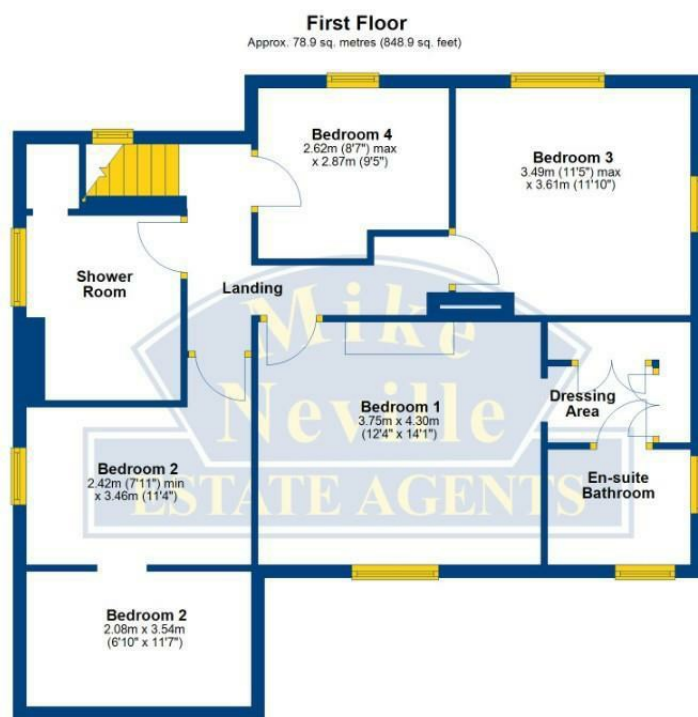 First Floor
Approx. 78.9 sq. metres (848.9 sq. feet)
Bedroom 4
2.62m (8'7") max
x 2.87m (9'5")
Bedroom 3
3.49m (11'5") max
x 3.61m (11'10")
Shower
Room
Landing
Mike
Neville
ESTATE AGENTS
Bedroom 1
3.75m x 4.30m
(12'4" x 14'1")
Dressing
Area
Bedroom 2
2.42m (7'11") min
x 3.46m (11'4")
En-suite
Bathroom
Bedroom 2
2.08m x 3.54m
(6'10" x 11'7")